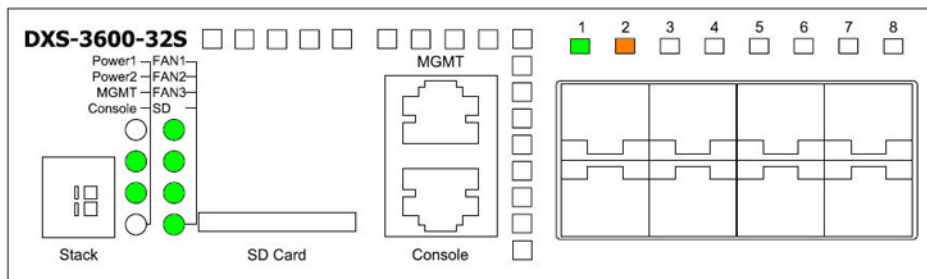 DXS-3600-32S
MGMT
1 2 3 4 5 6 7 8
Power1 FAN1
Power2 FAN2
MGMT FAN3
Console SD
Stack
SD Card
Console